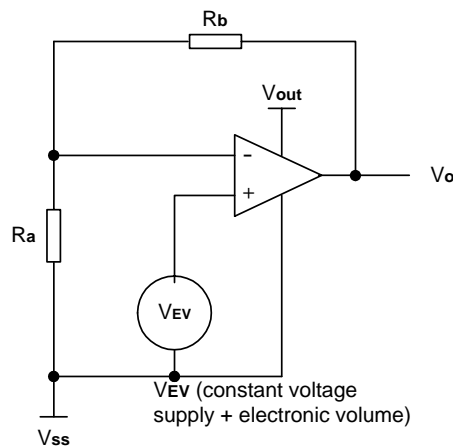 Rb
Vout
-
+
Vo
Ra
VEV
VEV (constant voltage
supply + electronic volume)
Vss